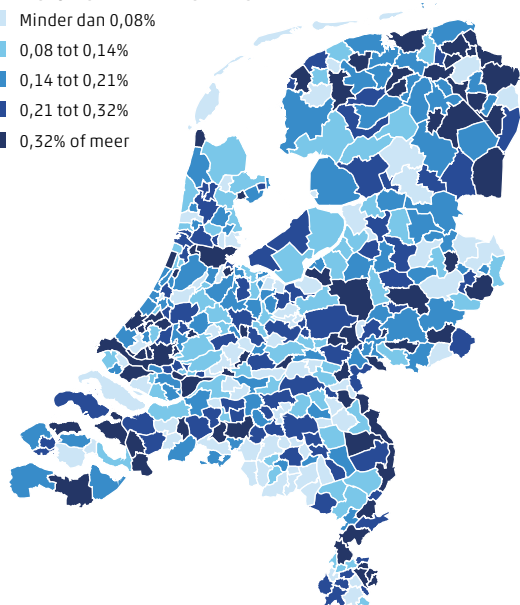 Minder dan 0,08%
0,08 tot 0,14%
0,14 tot 0,21%
0,21 tot 0,32%
0,32% of meer